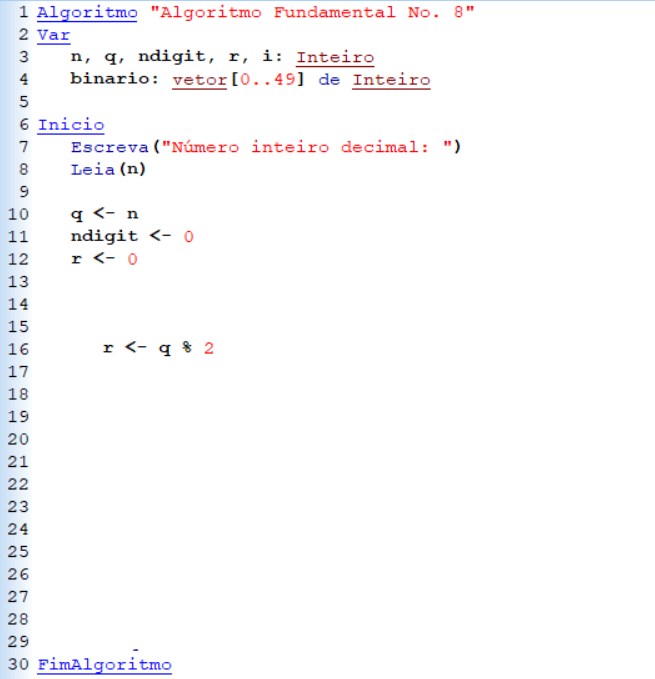 1 Algoritmo "Algoritmo Fundamental No. 8"
2 Var
3 n, q, ndigit, r, i: Inteiro
4 binario: vetor[0..49] de Inteiro
5
6 Inicio
7 Escreva("Número inteiro decimal: ")
8 Leia(n)
9
10 q <- n
11 ndigit <- 0
12 r <- 0
13
14
15
16 r <- q % 2
17
18
19
20
21
22
23
24
25
26
27
28
29
30 FimAlgoritmo